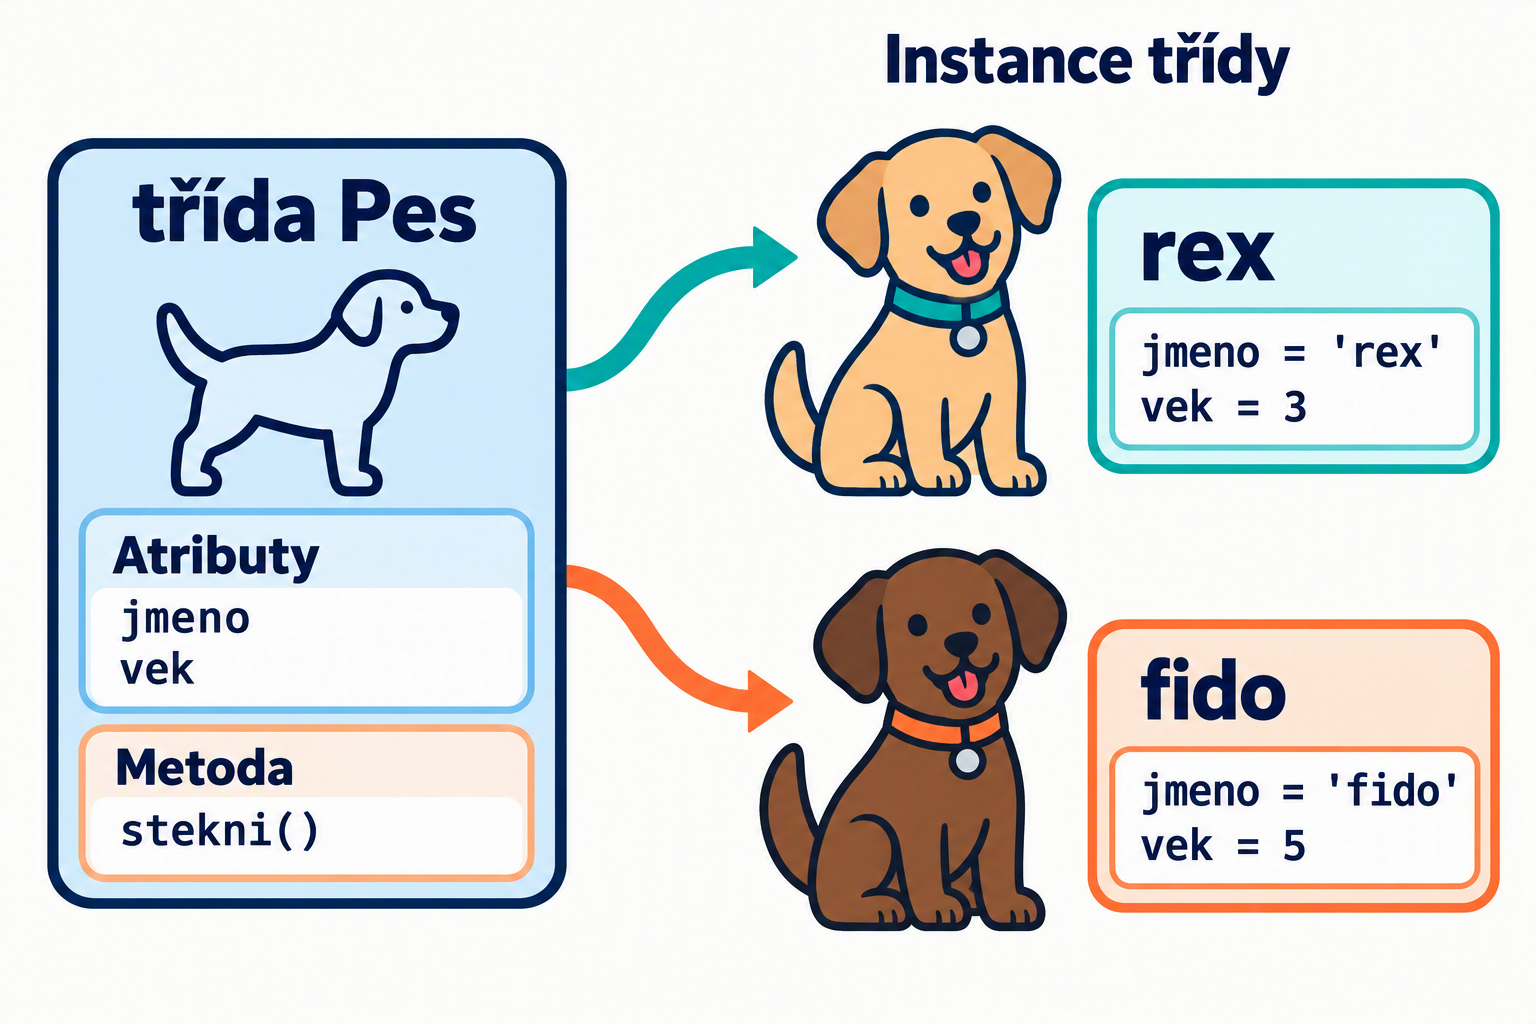 Instance třídy
třída Pes
Atributy
jmeno
vek
Metoda
stekni()
rex
jmeno = 'rex'
vek = 3
fido
jmeno = 'fido'
vek = 5